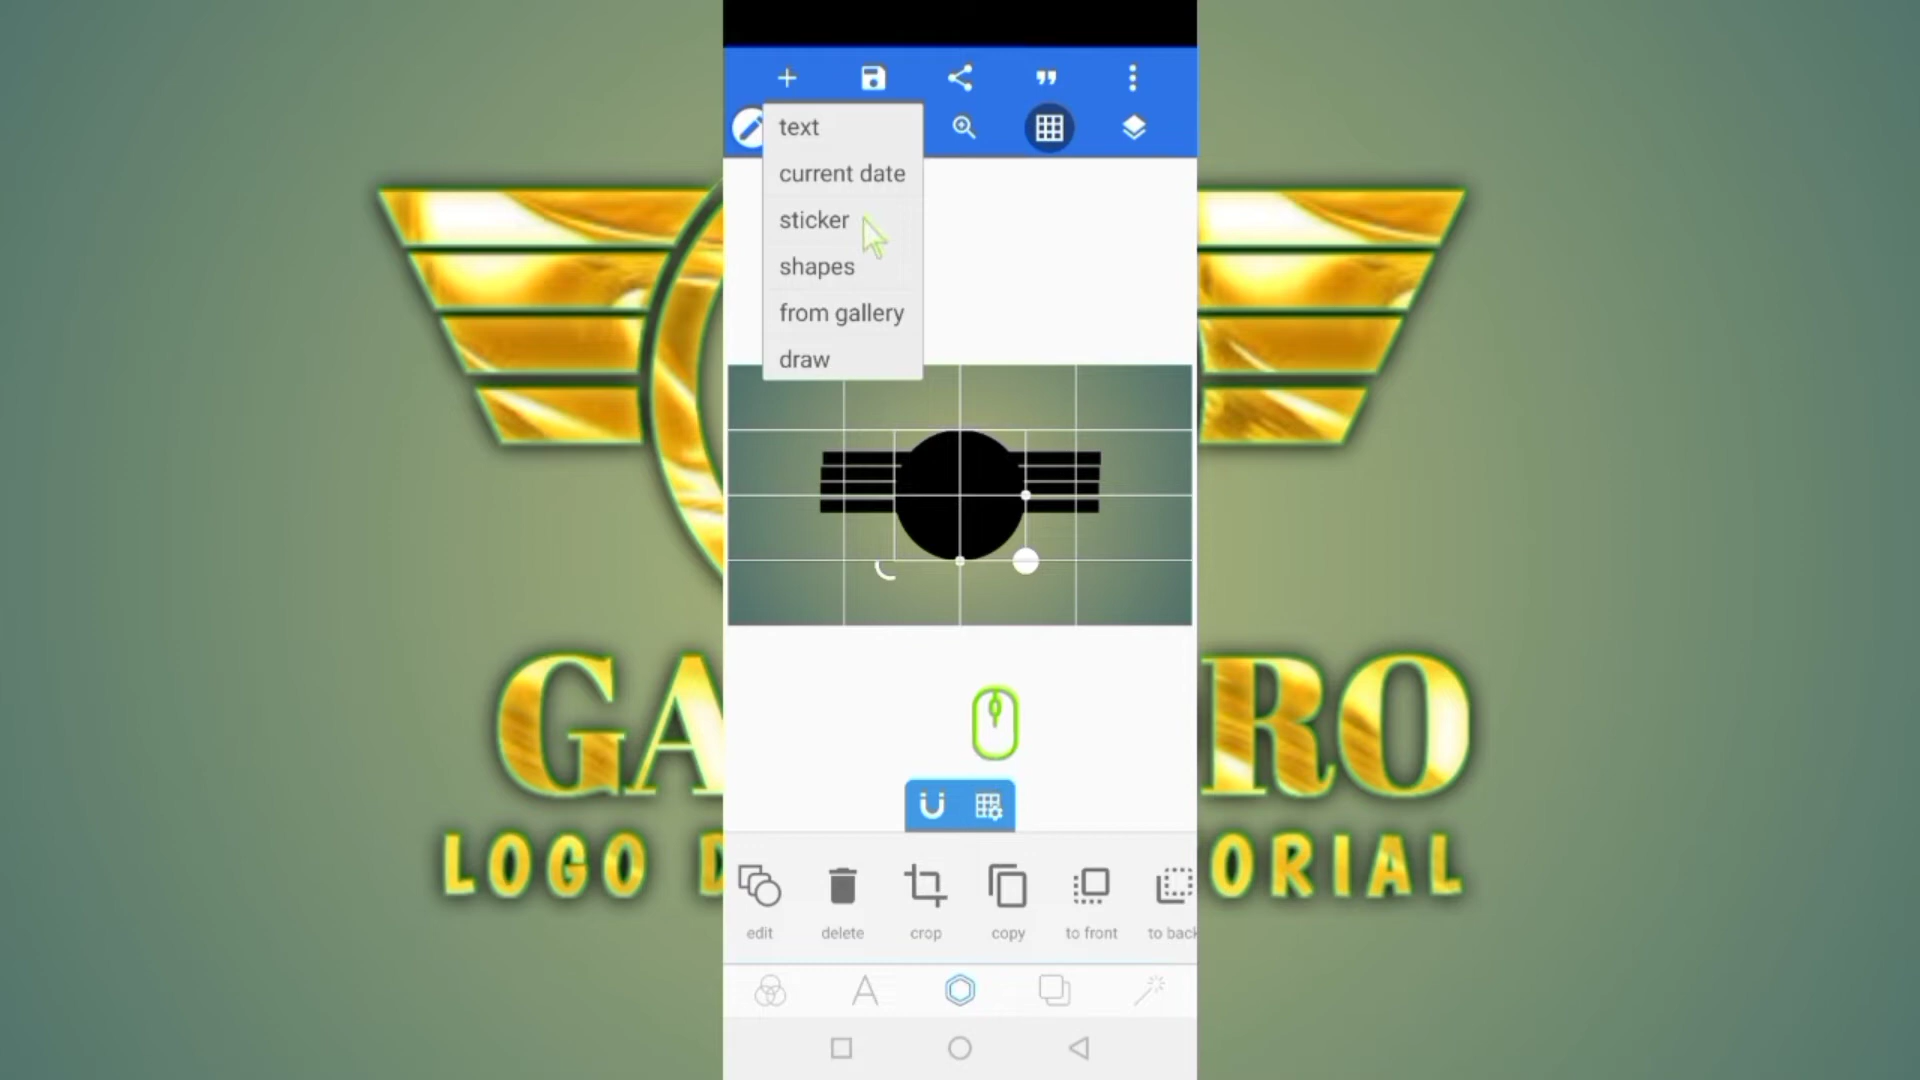 text
current date
sticker
shapes
from gallery
draw
GA RO
LOGO D ORIAL
edit delete crop copy to front to back